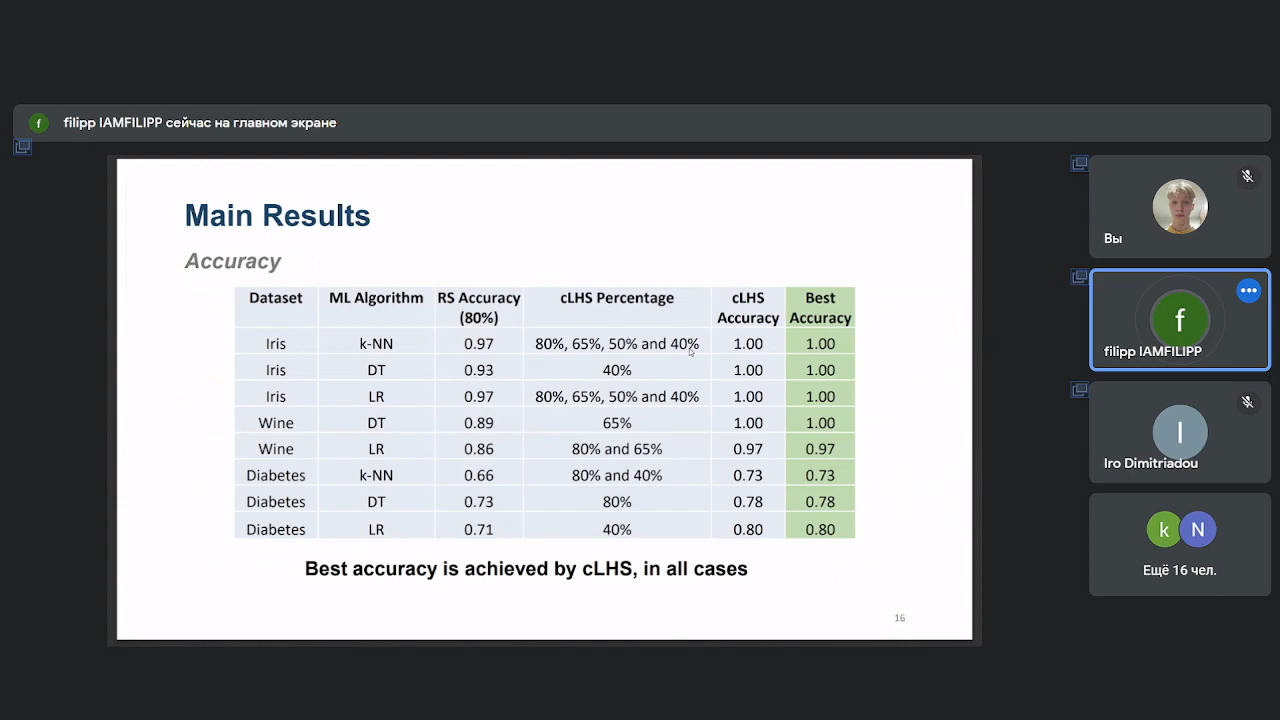 filipp IAMFILIPP сейчас на главном экране
Main Results
Accuracy
Dataset ML Algorithm RS Accuracy (80%) cLHS Percentage cLHS Accuracy Best Accuracy
Iris k-NN 0.97 80%, 65%, 50% and 40% 1.00 1.00
Iris DT 0.93 40% 1.00 1.00
Iris LR 0.97 80%, 65%, 50% and 40% 1.00 1.00
Wine DT 0.89 65% 1.00 1.00
Wine LR 0.86 80% and 65% 0.97 0.97
Diabetes k-NN 0.66 80% and 40% 0.73 0.73
Diabetes DT 0.73 80% 0.78 0.78
Diabetes LR 0.71 40% 0.80 0.80
Best accuracy is achieved by cLHS, in all cases
16
Вы
f
filipp IAMFILIPP
I
Iro Dimitriadou
k N
Ещё 16 чел.